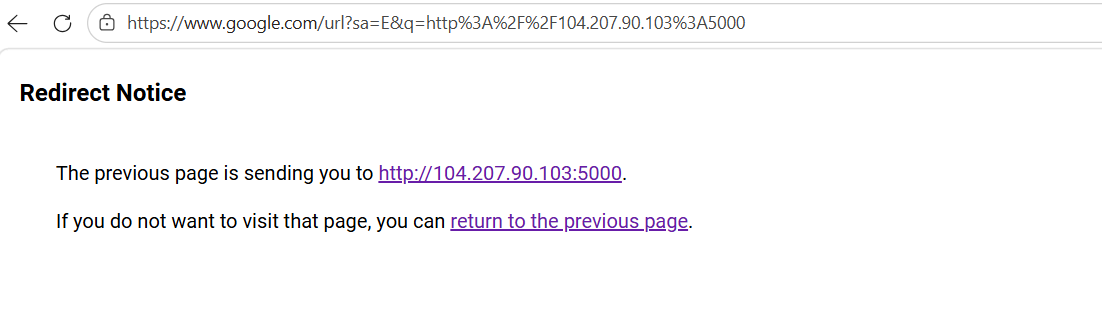 https://www.google.com/url?sa=E&q=http%3A%2F%2F104.207.90.103%3A5000
Redirect Notice
The previous page is sending you to http://104.207.90.103:5000.
If you do not want to visit that page, you can return to the previous page.